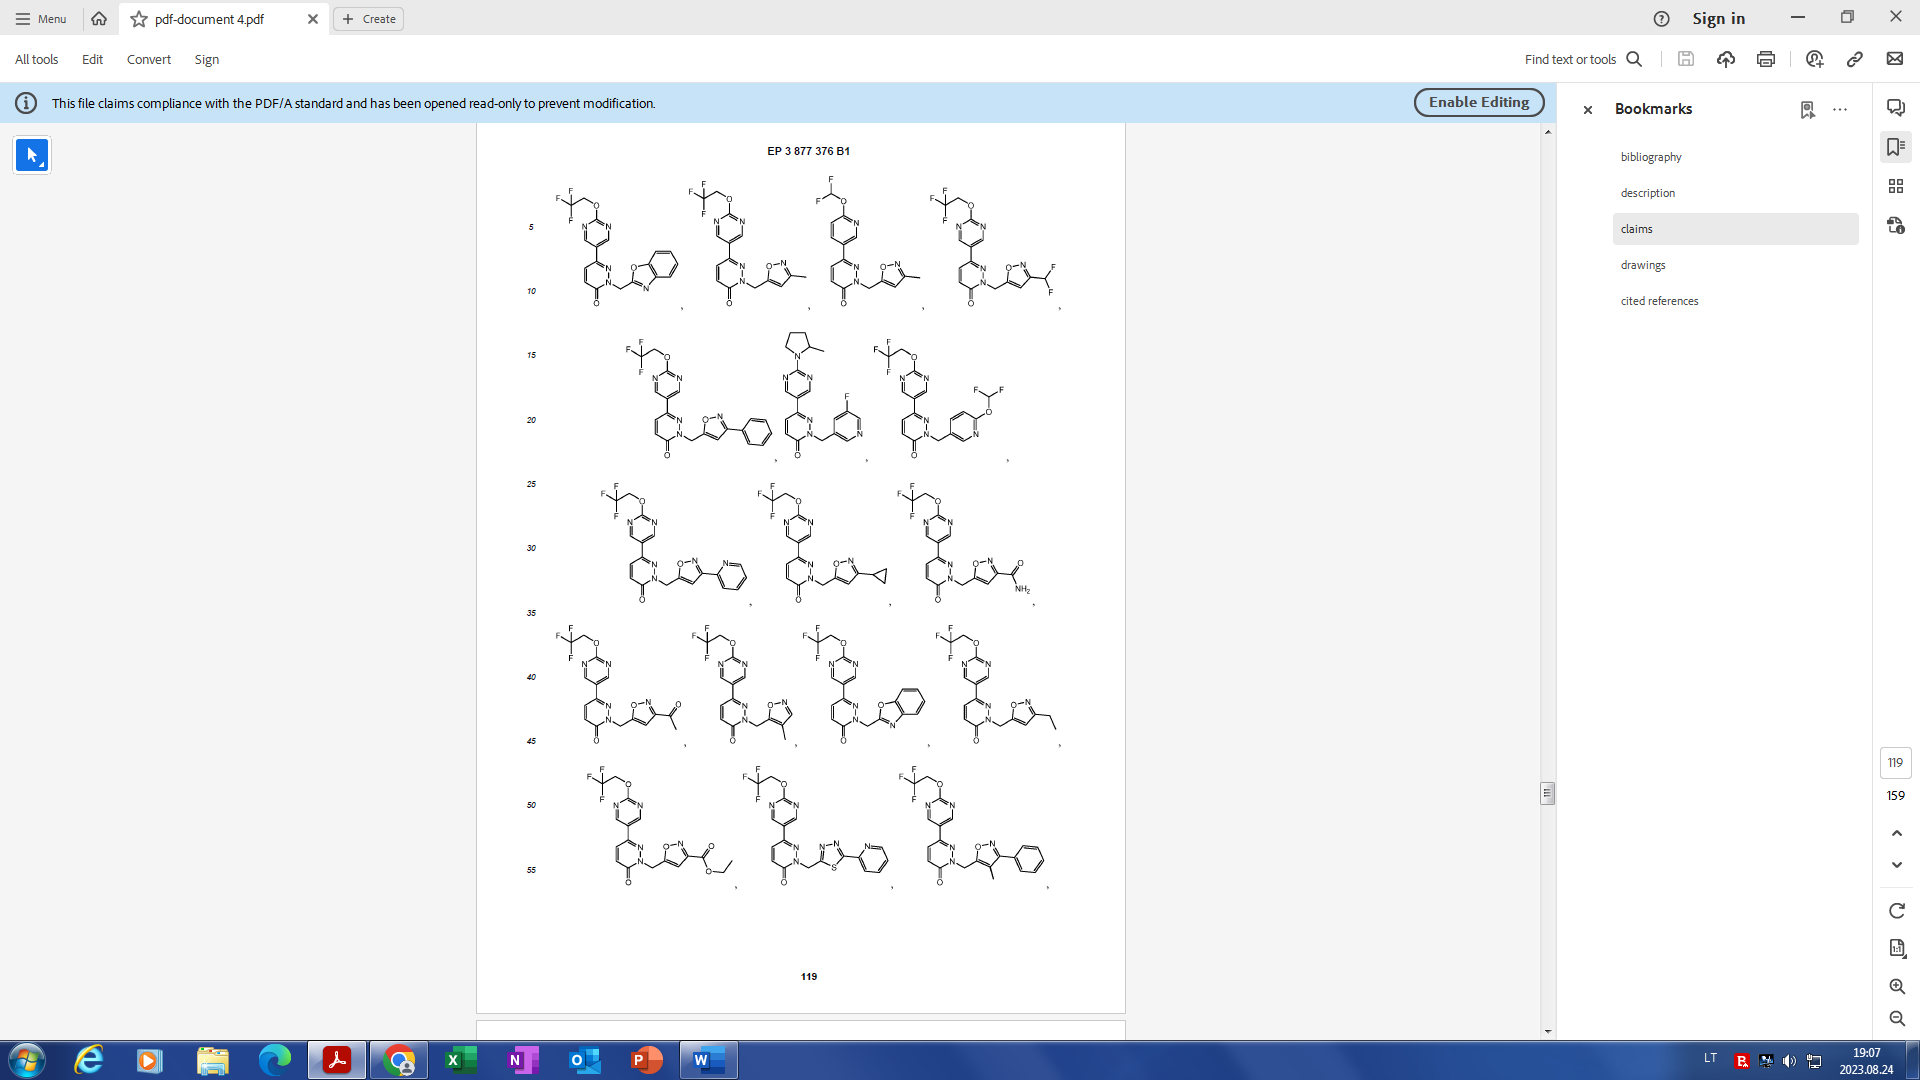 Menu
pdf-document 4.pdf
Create
Sign in
All tools
Edit
Convert
Sign
Find text or tools
This file claims compliance with the PDF/A standard and has been opened read-only to prevent modification.
Enable Editing
Bookmarks
bibliography
description
claims
drawings
cited references
EP 3 877 376 B1
5
10
15
20
25
30
35
40
45
50
55
119
119
159
LT
19:07
2023.08.24